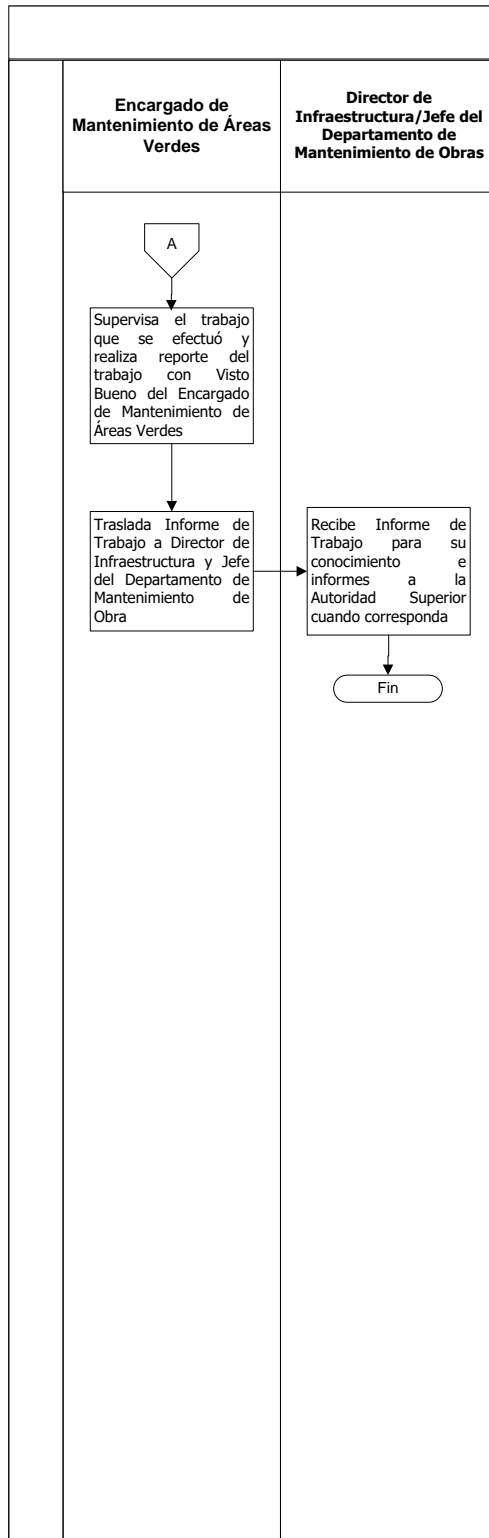 Encargado de
Mantenimiento de Áreas
Verdes
Director de
Infraestructura/Jefe del
Departamento de
Mantenimiento de Obras
A
Supervisa el trabajo
que se efectuó y
realiza reporte del
trabajo con Visto
Bueno del Encargado
de Mantenimiento de
Áreas Verdes
Traslada Informe de
Trabajo a Director de
Infraestructura y Jefe
del Departamento de
Mantenimiento de
Obra
Recibe Informe de
Trabajo para su
conocimiento e
informes a la
Autoridad Superior
cuando corresponda
Fin